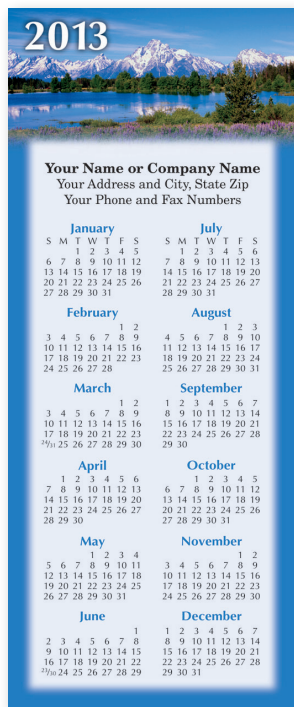 2013
Your Name or Company Name
Your Address and City, State Zip
Your Phone and Fax Numbers
January
S M T W T F S
1 2 3 4 5
6 7 8 9 10 11 12
13 14 15 16 17 18 19
20 21 22 23 24 25 26
27 28 29 30 31
February
1 2
3 4 5 6 7 8 9
10 11 12 13 14 15 16
17 18 19 20 21 22 23
24 25 26 27 28
March
1 2
3 4 5 6 7 8 9
10 11 12 13 14 15 16
17 18 19 20 21 22 23
24/31 25 26 27 28 29 30
April
1 2 3 4 5 6
7 8 9 10 11 12 13
14 15 16 17 18 19 20
21 22 23 24 25 26 27
28 29 30
May
1 2 3 4
5 6 7 8 9 10 11
12 13 14 15 16 17 18
19 20 21 22 23 24 25
26 27 28 29 30 31
June
1
2 3 4 5 6 7 8
9 10 11 12 13 14 15
16 17 18 19 20 21 22
23/30 24 25 26 27 28 29
July
S M T W T F S
1 2 3 4 5 6
7 8 9 10 11 12 13
14 15 16 17 18 19 20
21 22 23 24 25 26 27
28 29 30 31
August
1 2 3
4 5 6 7 8 9 10
11 12 13 14 15 16 17
18 19 20 21 22 23 24
25 26 27 28 29 30 31
September
1 2 3 4 5 6 7
8 9 10 11 12 13 14
15 16 17 18 19 20 21
22 23 24 25 26 27 28
29 30
October
1 2 3 4 5
6 7 8 9 10 11 12
13 14 15 16 17 18 19
20 21 22 23 24 25 26
27 28 29 30 31
November
1 2
3 4 5 6 7 8 9
10 11 12 13 14 15 16
17 18 19 20 21 22 23
24 25 26 27 28 29 30
December
1 2 3 4 5 6 7
8 9 10 11 12 13 14
15 16 17 18 19 20 21
22 23 24 25 26 27 28
29 30 31